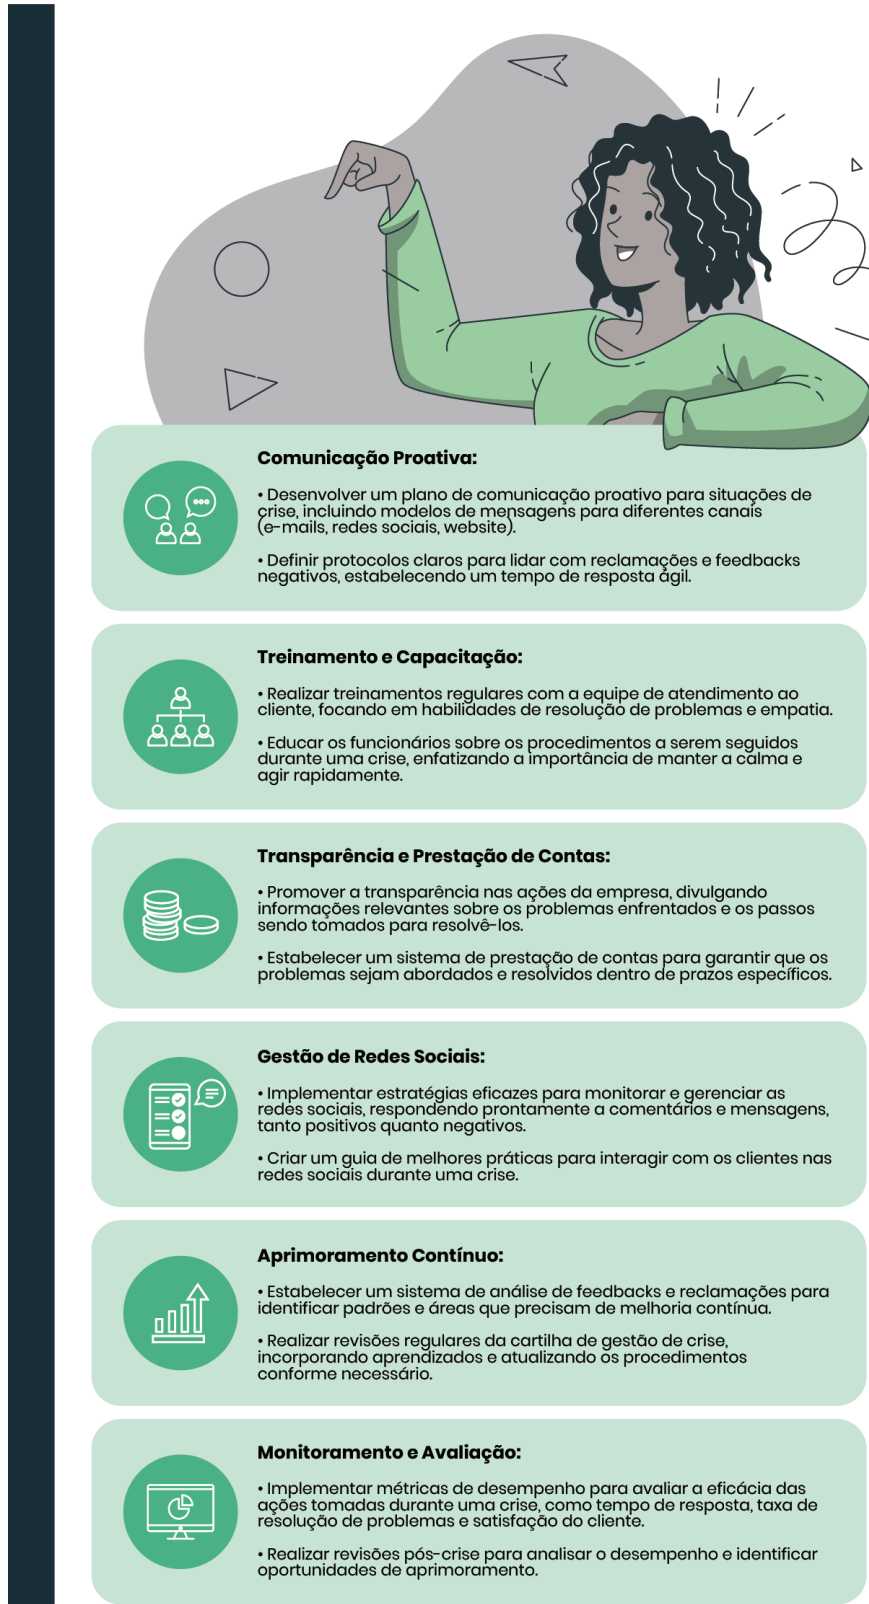 Comunicação Proativa:
• Desenvolver um plano de comunicação proativo para situações de
crise, incluindo modelos de mensagens para diferentes canais
(e-mails, redes sociais, website).
• Definir protocolos claros para lidar com reclamações e feedbacks
negativos, estabelecendo um tempo de resposta ágil.
Treinamento e Capacitação:
• Realizar treinamentos regulares com a equipe de atendimento ao
cliente, focando em habilidades de resolução de problemas e empatia.
• Educar os funcionários sobre os procedimentos a serem seguidos
durante uma crise, enfatizando a importância de manter a calma e
agir rapidamente.
Transparência e Prestação de Contas:
• Promover a transparência nas ações da empresa, divulgando
informações relevantes sobre os problemas enfrentados e os passos
sendo tomados para resolvê-los.
• Estabelecer um sistema de prestação de contas para garantir que os
problemas sejam abordados e resolvidos dentro de prazos específicos.
Gestão de Redes Sociais:
• Implementar estratégias eficazes para monitorar e gerenciar as
redes sociais, respondendo prontamente a comentários e mensagens,
tanto positivos quanto negativos.
• Criar um guia de melhores práticas para interagir com os clientes nas
redes sociais durante uma crise.
Aprimoramento Contínuo:
• Estabelecer um sistema de análise de feedbacks e reclamações para
identificar padrões e áreas que precisam de melhoria contínua.
• Realizar revisões regulares da cartilha de gestão de crise,
incorporando aprendizados e atualizando os procedimentos
conforme necessário.
Monitoramento e Avaliação:
• Implementar métricas de desempenho para avaliar a eficácia das
ações tomadas durante uma crise, como tempo de resposta, taxa de
resolução de problemas e satisfação do cliente.
• Realizar revisões pós-crise para analisar o desempenho e identificar
oportunidades de aprimoramento.